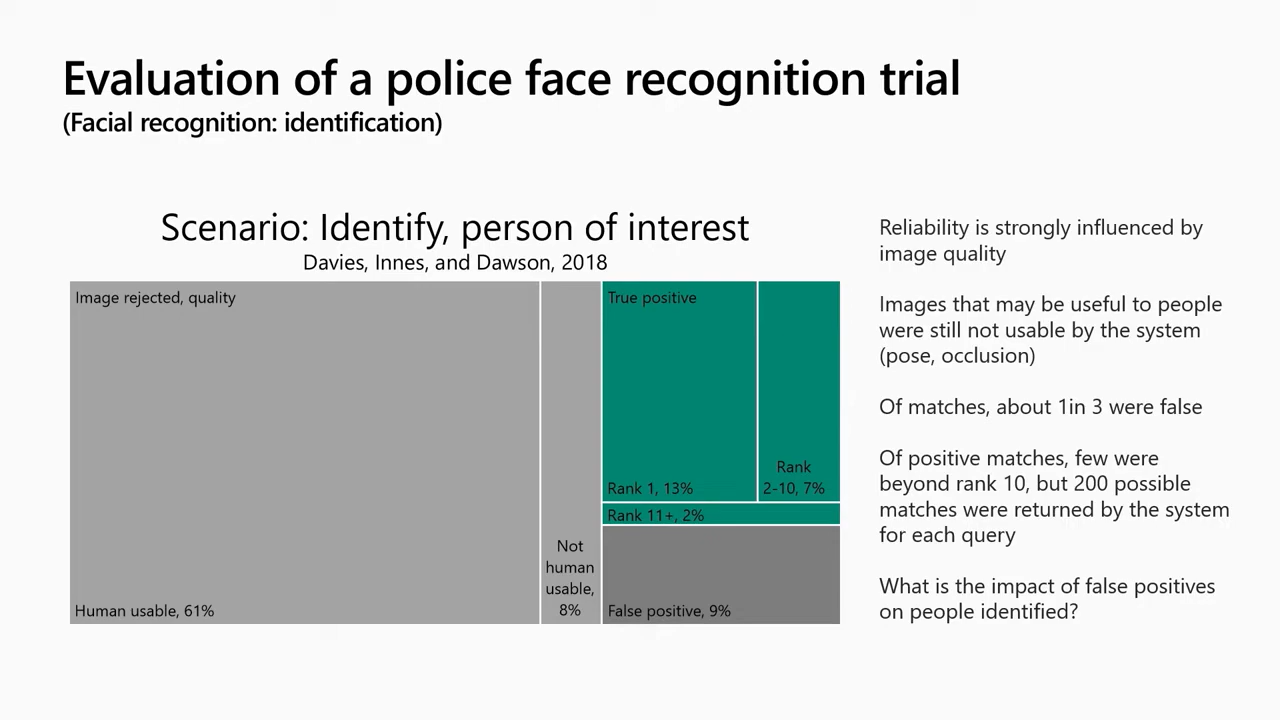 Evaluation of a police face recognition trial
(Facial recognition: identification)
Scenario: Identify, person of interest
Davies, Innes, and Dawson, 2018
Image rejected, quality
Human usable, 61%
Not
human
usable,
8%
True positive
Rank 1, 13%
Rank
2-10, 7%
Rank 11+, 2%
False positive, 9%
Reliability is strongly influenced by
image quality
Images that may be useful to people
were still not usable by the system
(pose, occlusion)
Of matches, about 1in 3 were false
Of positive matches, few were
beyond rank 10, but 200 possible
matches were returned by the system
for each query
What is the impact of false positives
on people identified?